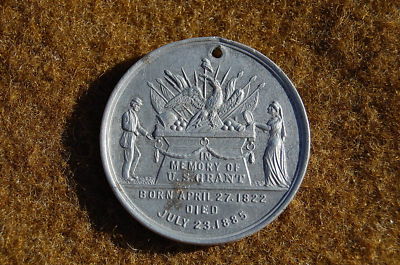 IN
MEMORY OF
U.S.GRANT
BORN APRIL 27.1822
DIED
JULY 23.1885